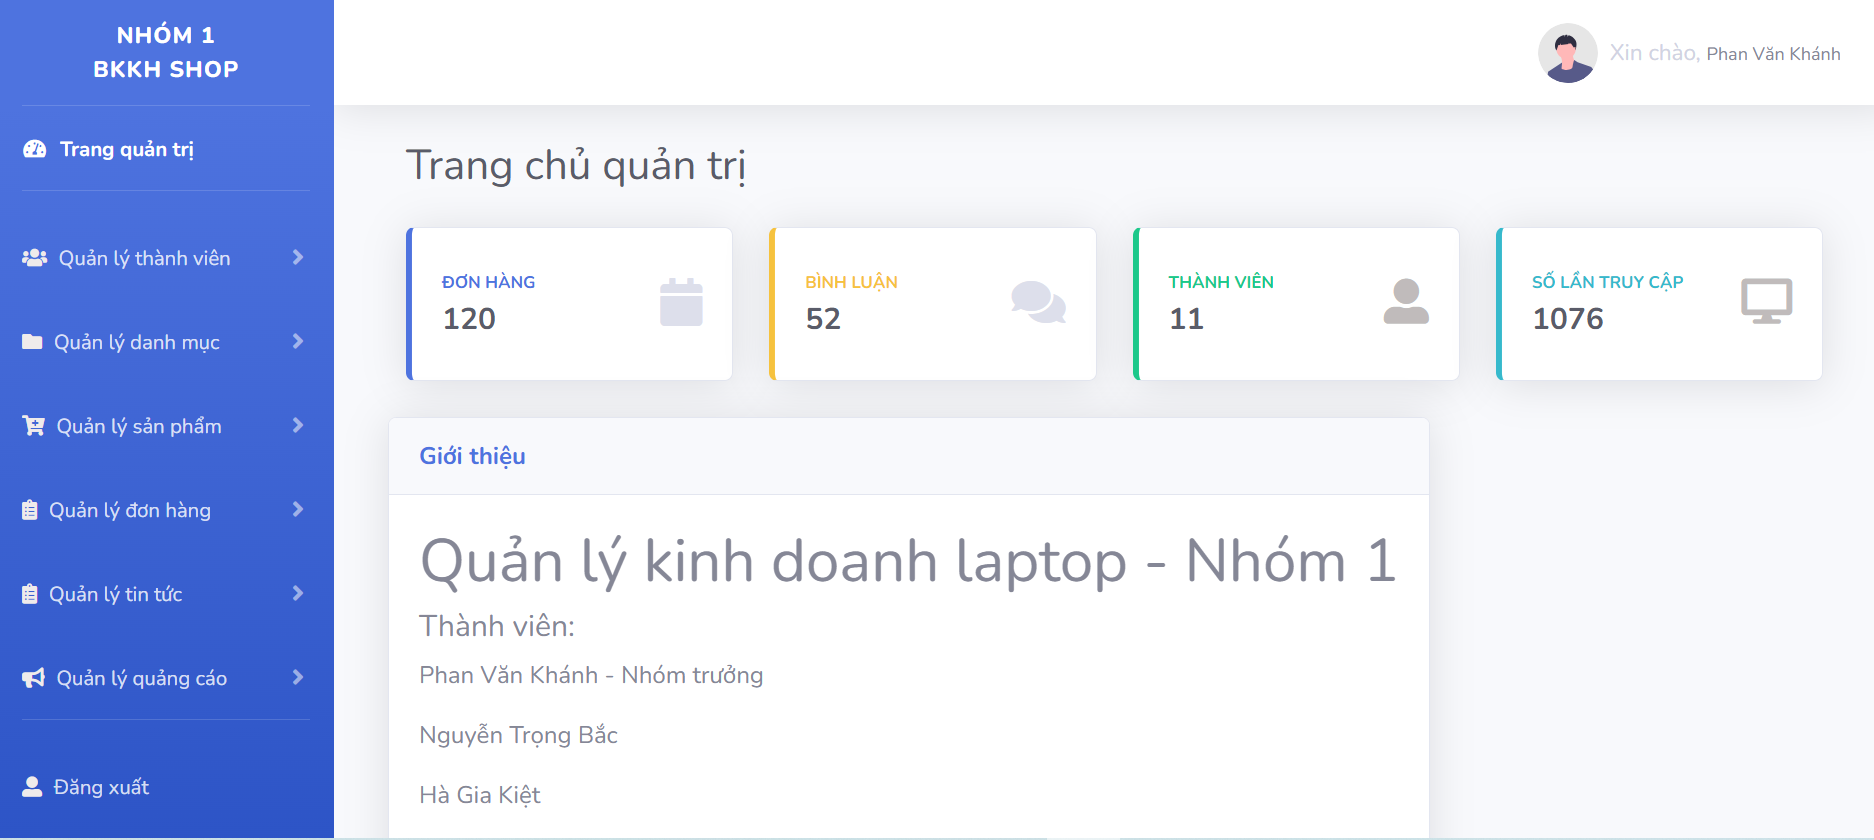 NHÓM 1
BKKH SHOP
Trang quản trị
Quản lý thành viên
Quản lý danh mục
Quản lý sản phẩm
Quản lý đơn hàng
Quản lý tin tức
Quản lý quảng cáo
Đăng xuất
Xin chào, Phan Văn Khánh
Trang chủ quản trị
ĐƠN HÀNG
120
BÌNH LUẬN
52
THÀNH VIÊN
11
SỐ LẦN TRUY CẬP
1076
Giới thiệu
Quản lý kinh doanh laptop - Nhóm 1
Thành viên:
Phan Văn Khánh - Nhóm trưởng
Nguyễn Trọng Bắc
Hà Gia Kiệt